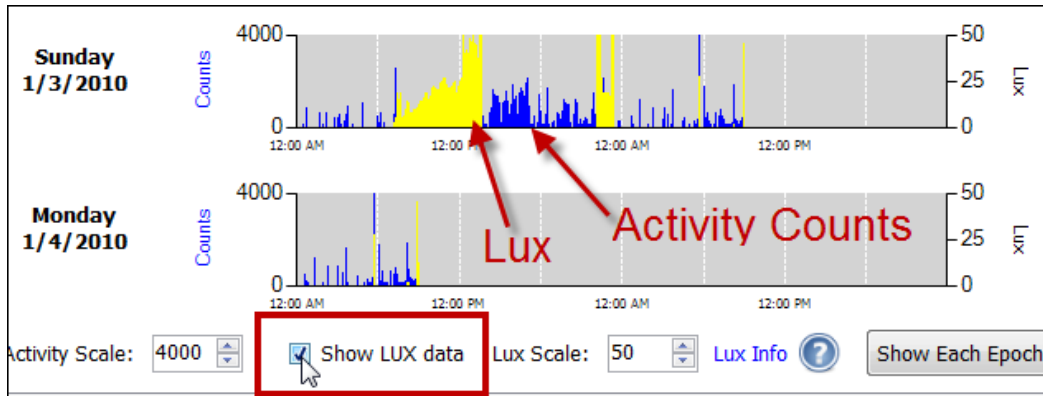 Sunday
1/3/2010
Counts
4000
0
50
25
0
Lux
12:00 AM 12:00 PM 12:00 AM 12:00 PM
Lux
Activity Counts
Monday
1/4/2010
Counts
4000
0
50
25
0
Lux
12:00 AM 12:00 PM 12:00 AM 12:00 PM
Activity Scale: 4000 Show LUX data Lux Scale: 50 Lux Info ? Show Each Epoch